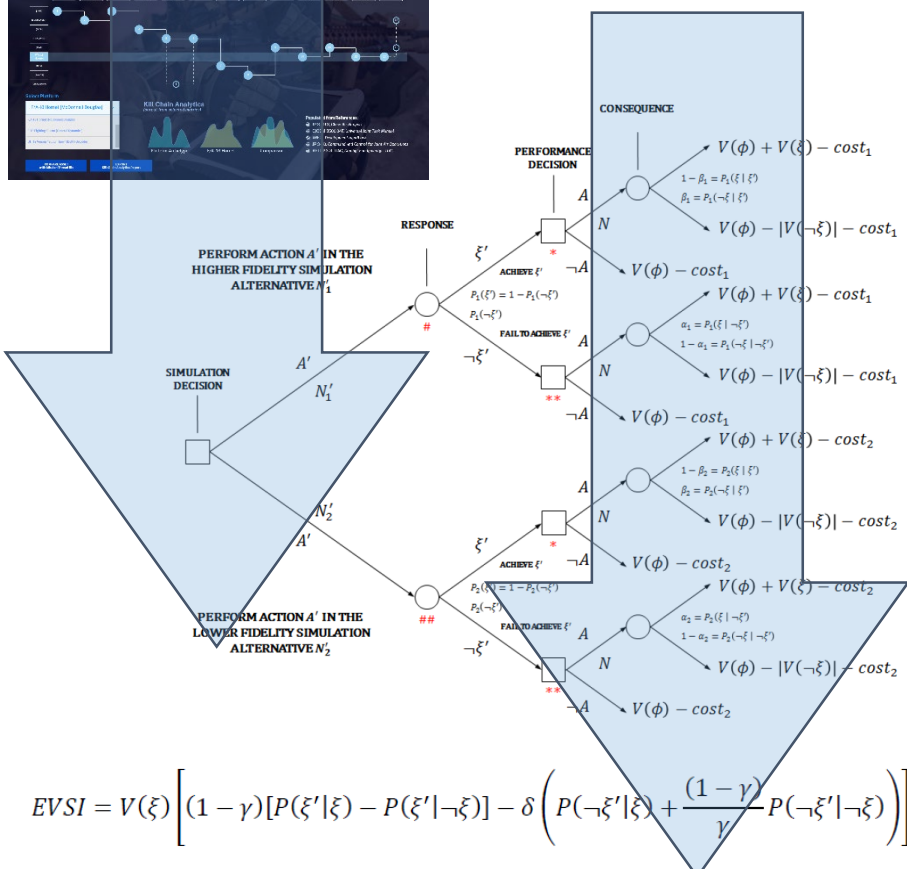 Kill Chain Analytics
CONSEQUENCE
V(ϕ) + V(ξ) − cost₁
PERFORMANCE
DECISION
A
1 − β₁ = P₁(ξ | ξ′)
β₁ = P₁(¬ξ | ξ′)
N
V(ϕ) − |V(¬ξ)| − cost₁
RESPONSE
ξ′
*
¬A
V(ϕ) − cost₁
PERFORM ACTION A′ IN THE
HIGHER FIDELITY SIMULATION
ALTERNATIVE N₁′
ACHIEVE ξ′
P₁(ξ′) = 1 − P₁(¬ξ′)
P₁(¬ξ′)
#
FAIL TO ACHIEVE ξ′
V(ϕ) + V(ξ) − cost₁
A
α₁ = P₁(ξ | ¬ξ′)
1 − α₁ = P₁(¬ξ | ¬ξ′)
N
V(ϕ) − |V(¬ξ)| − cost₁
¬ξ′
**
¬A
V(ϕ) − cost₁
SIMULATION
DECISION
A′
N₁′
N₂′
A′
V(ϕ) + V(ξ) − cost₂
A
1 − β₂ = P₂(ξ | ξ′)
β₂ = P₂(¬ξ | ξ′)
N
V(ϕ) − |V(¬ξ)| − cost₂
ξ′
*
¬A
V(ϕ) − cost₂
ACHIEVE ξ′
P₂(ξ′) = 1 − P₂(¬ξ′)
P₂(¬ξ′)
##
FAIL TO ACHIEVE ξ′
PERFORM ACTION A′ IN THE
LOWER FIDELITY SIMULATION
ALTERNATIVE N₂′
V(ϕ) + V(ξ) − cost₂
A
α₂ = P₂(ξ | ¬ξ′)
1 − α₂ = P₂(¬ξ | ¬ξ′)
N
V(ϕ) − |V(¬ξ)| − cost₂
¬ξ′
**
¬A
V(ϕ) − cost₂
EVSI = V(ξ) [(1 − γ)[P(ξ′|ξ) − P(ξ′|¬ξ)] − δ (P(¬ξ′|ξ) + (1 − γ)/γ P(¬ξ′|¬ξ))]